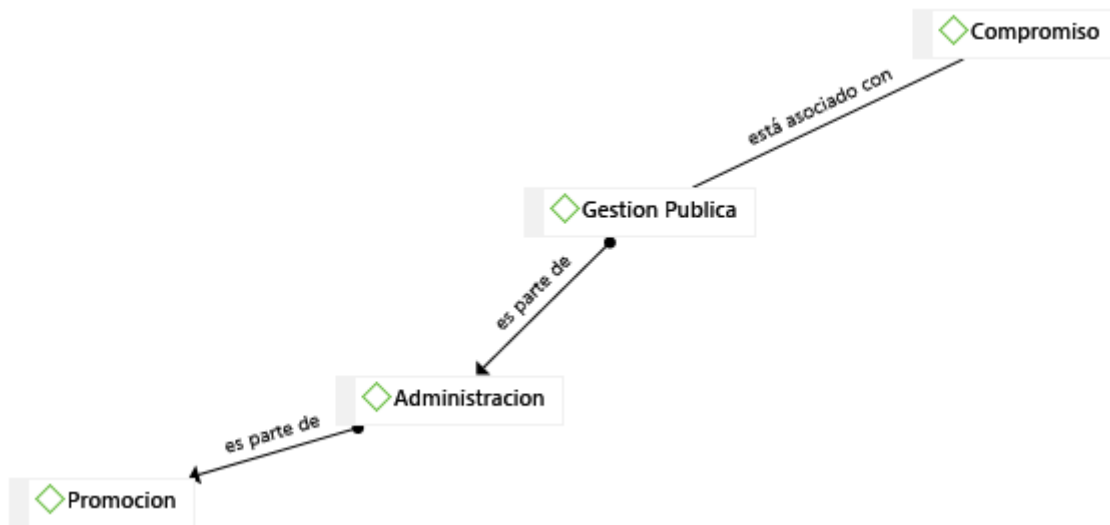 Compromiso
está asociado con
Gestion Publica
es parte de
Administracion
es parte de
Promocion